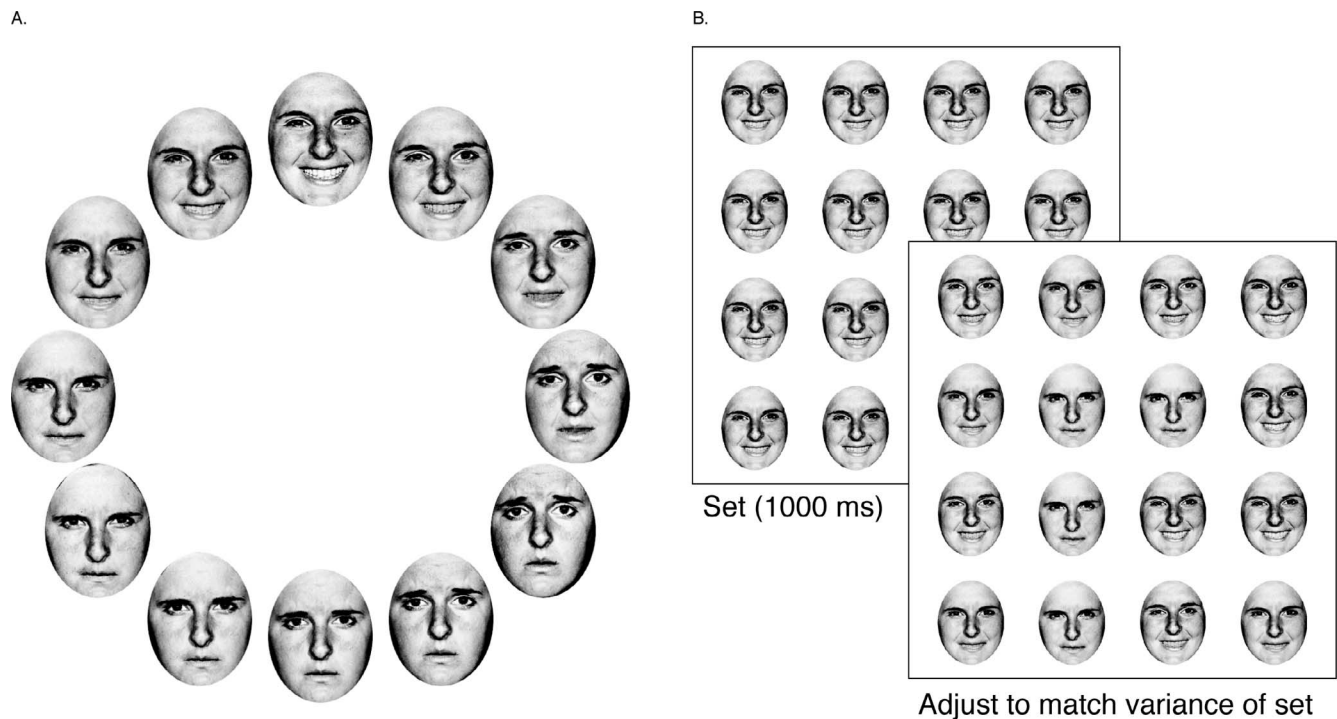 A.
B.
Set (1000 ms)
Adjust to match variance of set